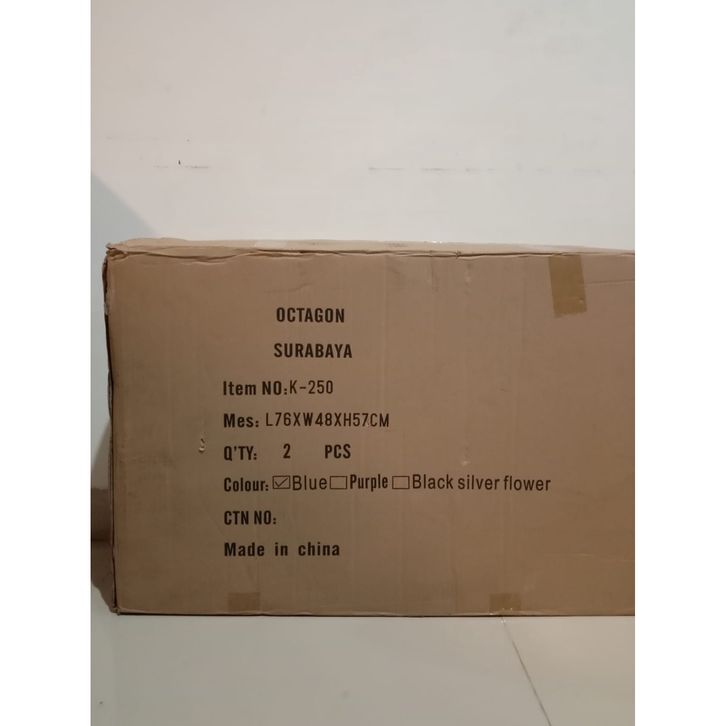 OCTAGON
SURABAYA
Item NO:K-250
Mes: L76XW48XH57CM
Q'TY: 2 PCS
Colour: ☑Blue☐Purple☐Black silver flower
CTN NO:
Made in china